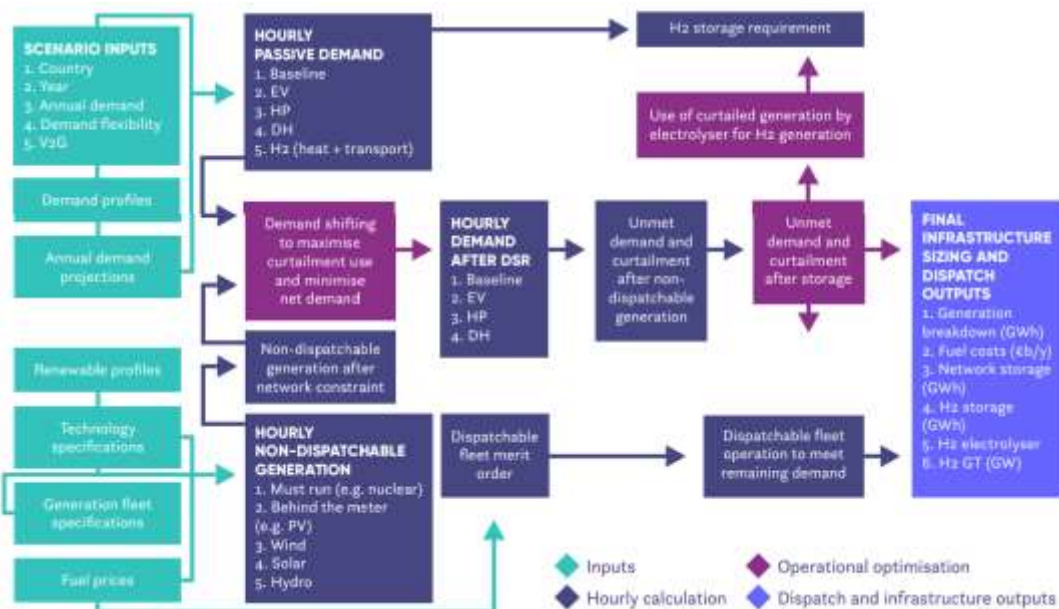 SCENARIO INPUTS
1. Country
2. Year
3. Annual demand
4. Demand flexibility
5. V2G
Demand profiles
Annual demand
projections
Renewable profiles
Technology
specifications
Generation fleet
specifications
Fuel prices
HOURLY
PASSIVE DEMAND
1. Baseline
2. EV
3. HP
4. DH
5. H2 (heat + transport)
H2 storage requirement
Use of curtailed generation by
electrolyser for H2 generation
Demand shifting
to maximise
curtailment use
and minimise
net demand
HOURLY
DEMAND
AFTER DSR
1. Baseline
2. EV
3. HP
4. DH
Unmet
demand and
curtailment
after non-
dispatchable
generation
Unmet
demand and
curtailment
after storage
FINAL
INFRASTRUCTURE
SIZING AND
DISPATCH
OUTPUTS
1. Generation
breakdown (GWh)
2. Fuel costs (£b/y)
3. Network storage
(GWh)
4. H2 storage
(GWh)
5. H2 electrolyser
6. H2 GT (GW)
Non-dispatchable
generation after
network constraint
HOURLY
NON-DISPATCHABLE
GENERATION
1. Must run (e.g. nuclear)
2. Behind the meter
(e.g. PV)
3. Wind
4. Solar
5. Hydro
Dispatchable
fleet merit
order
Dispatchable fleet
operation to meet
remaining demand
Inputs
Operational optimisation
Hourly calculation
Dispatch and infrastructure outputs